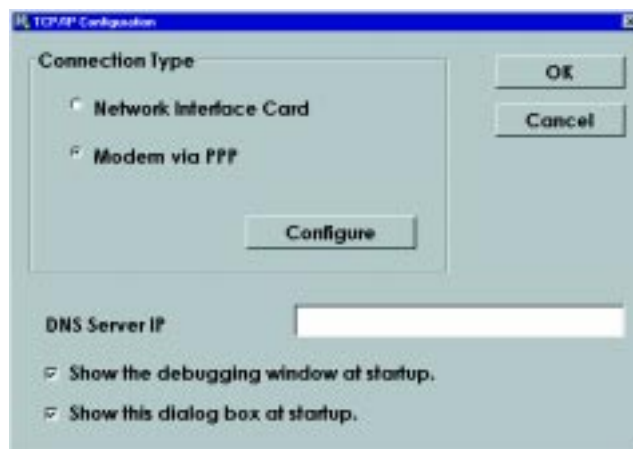 TCP/IP Configuration
Connection Type
Network Interface Card
Modem via PPP
Configure
OK
Cancel
DNS Server IP
Show the debugging window at startup.
Show this dialog box at startup.